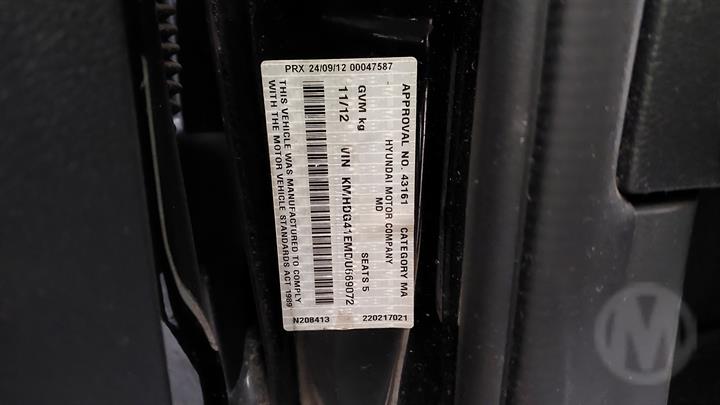 PRX 24/09/12 00047587
APPROVAL NO. 43161 CATEGORY MA
HYUNDAI MOTOR COMPANY
MD
GVM kg SEATS 5
11/12 VIN KMHDG41EMDU669072
THIS VEHICLE WAS MANUFACTURED TO COMPLY
WITH THE MOTOR VEHICLE STANDARDS ACT 1989
N208413 220217021
M